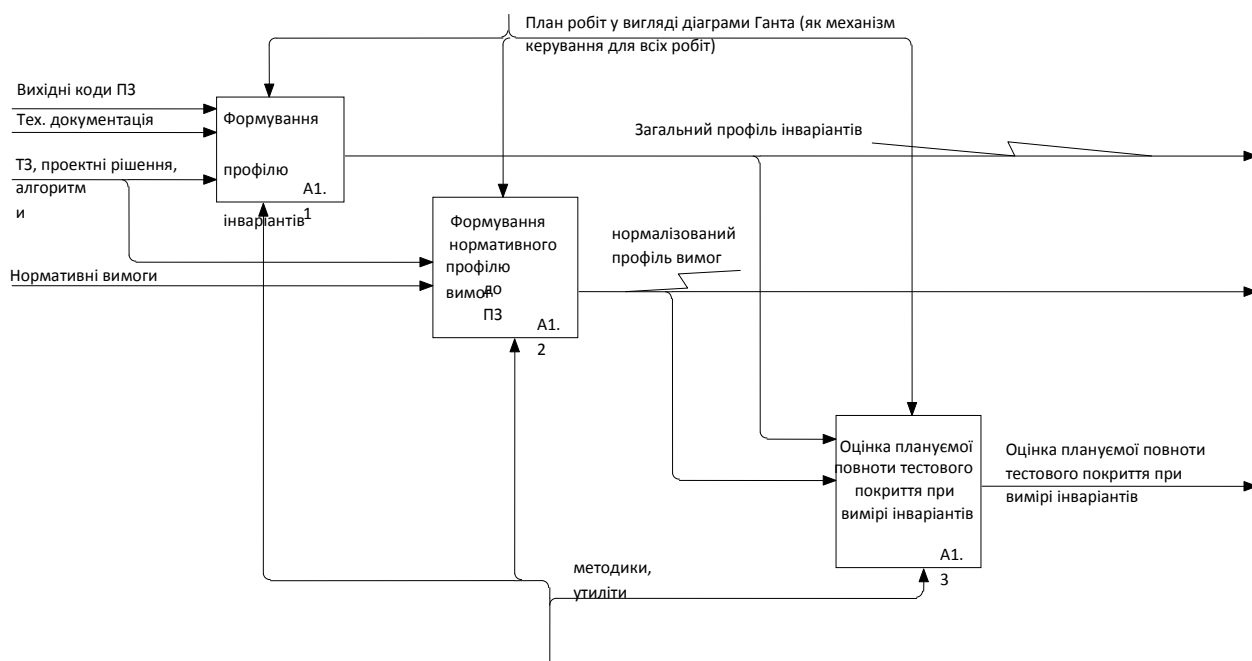 План робіт у вигляді діаграми Ганта (як механізм
керування для всіх робіт)
Вихідні коди ПЗ
Тех. документація
ТЗ, проектні рішення,
алгоритм
и
Формування
профілю
інваріантів
А1.
1
Загальний профіль інваріантів
Нормативні вимоги
Формування
нормативного
профілю
до
вимог
ПЗ
А1.
2
нормалізований
профіль вимог
Оцінка плануємої
повноти тестового
покриття при
вимірі інваріантів
А1.
3
Оцінка плануємої повноти
тестового покриття при
вимірі інваріантів
методики,
утиліти